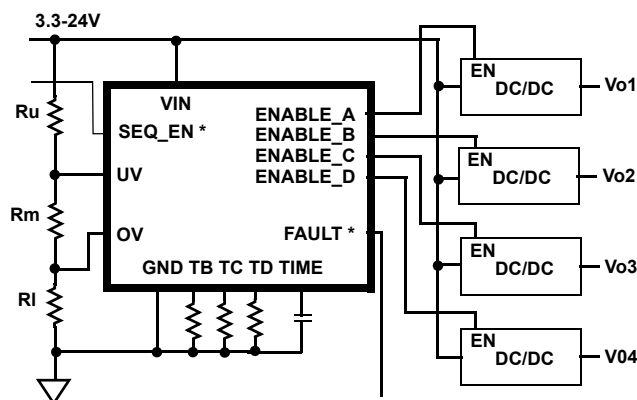 3.3-24V
VIN
Ru
SEQ_EN *
UV
Rm
OV
Rl
ENABLE_A
ENABLE_B
ENABLE_C
ENABLE_D
FAULT *
GND TB TC TD TIME
EN
DC/DC
Vo1
EN
DC/DC
Vo2
EN
DC/DC
Vo3
EN
DC/DC
V04